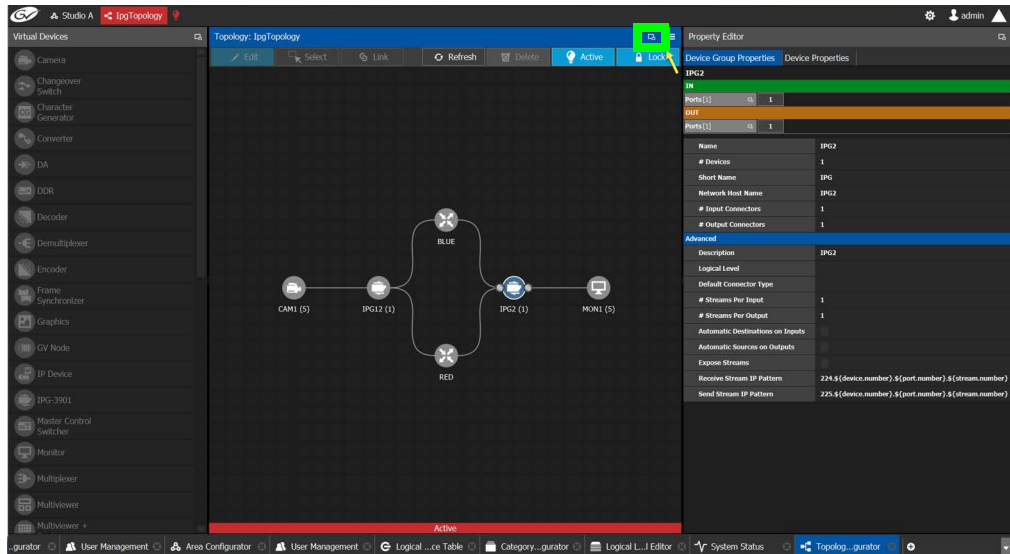 GV Studio A IpgTopology admin
Virtual Devices
Camera
Changeover
Switch
Character
Generator
Converter
DA
DDR
Decoder
Demultiplexer
Encoder
Frame
Synchronizer
Graphics
GV Node
IP Device
IPG-3901
Master Control
Switcher
Monitor
Multiplexer
Multiviewer
Multiviewer +
Topology: IpgTopology
Edit Select Link Refresh Delete Active Lock
BLUE
CAM1 (5) IPG12 (1) IPG2 (1) MON1 (5)
RED
Active
Property Editor
Device Group Properties Device Properties
IPG2
IN
Ports[1] 1
OUT
Ports[1] 1
Name IPG2
# Devices 1
Short Name IPG
Network Host Name IPG2
# Input Connectors 1
# Output Connectors 1
Advanced
Description IPG2
Logical Level
Default Connector Type
# Streams Per Input 1
# Streams Per Output 1
Automatic Destinations on Inputs
Automatic Sources on Outputs
Expose Streams
Receive Stream IP Pattern 224.${device.number}.${port.number}.${stream.number}
Send Stream IP Pattern 225.${device.number}.${port.number}.${stream.number}
..gurator User Management Area Configurator User Management Logical ...ce Table Category...gurator Logical L...l Editor System Status Topolog...gurator